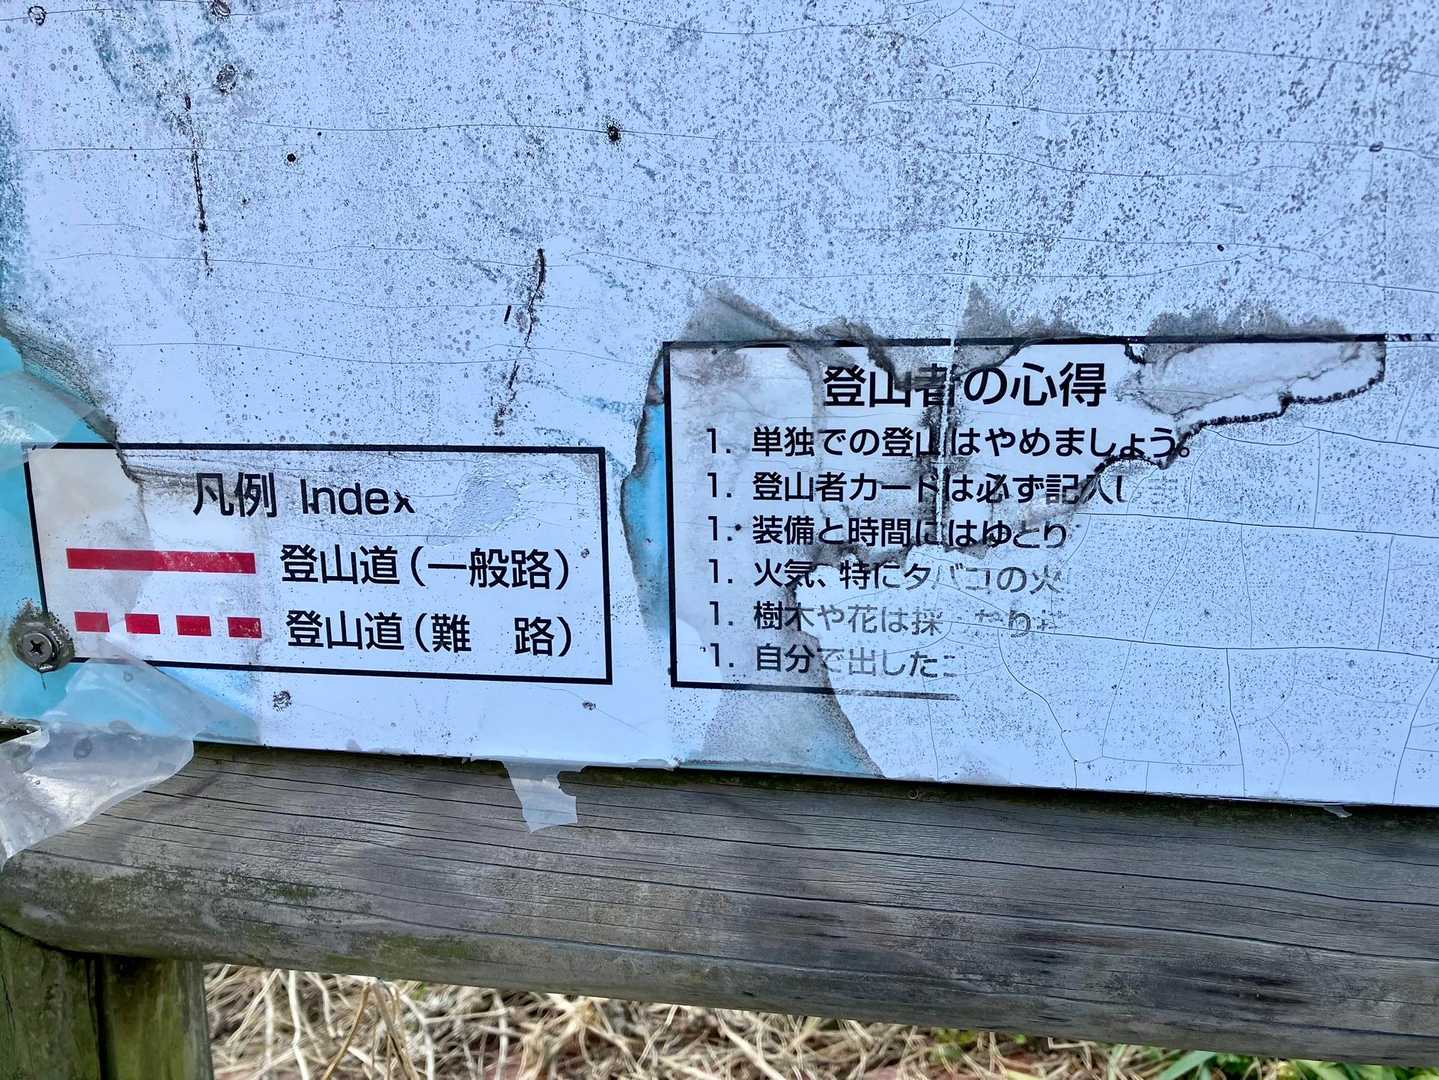 凡例 Index
登山道(一般路)
登山道(難　路)
登山者の心得
1. 単独での登山はやめましょう。
1. 登山者カードは必ず記入し
1. 装備と時間にはゆとり
1. 火気、特にタバコの火
1. 樹木や花は採 たり
1. 自分で出した